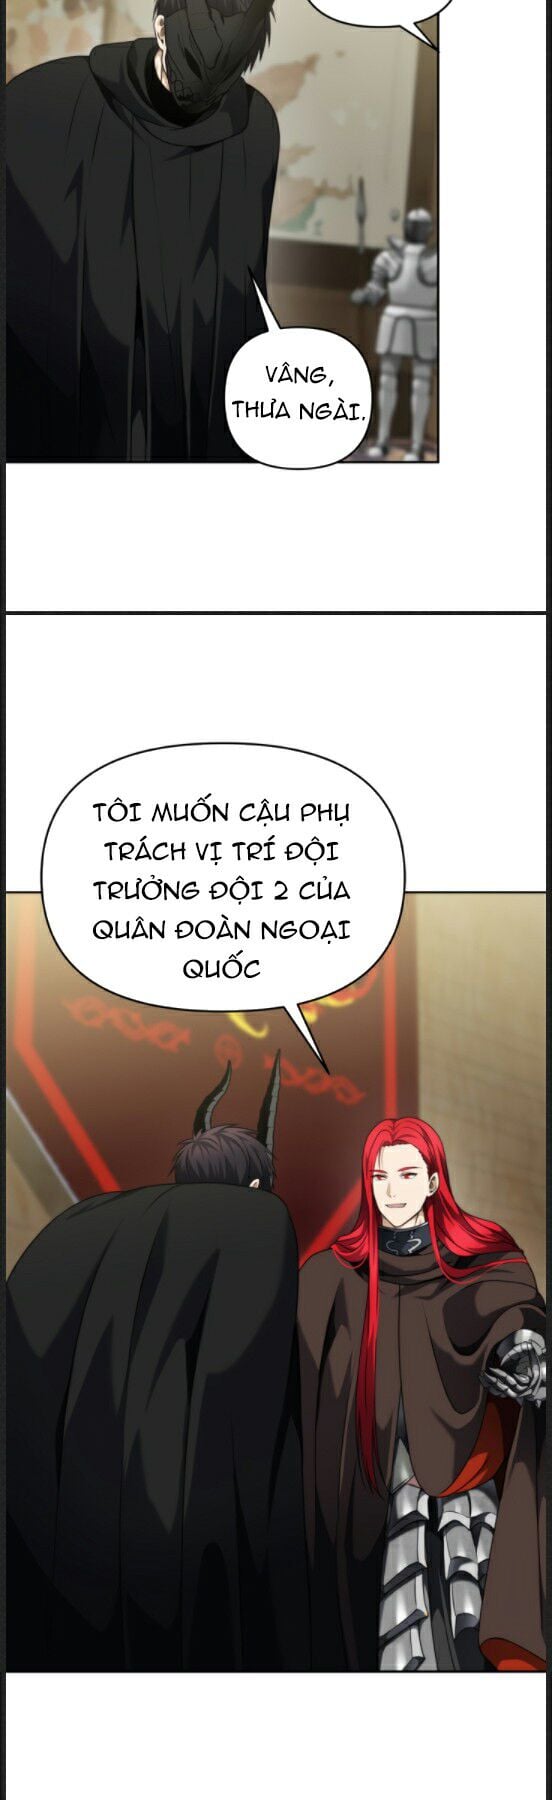 VÂNG,
THƯA NGÀI.
TÔI MUỐN CẬU PHỤ
TRÁCH VỊ TRÍ ĐỘI
TRƯỞNG ĐỘI 2 CỦA
QUÂN ĐOÀN NGOẠI
QUỐC